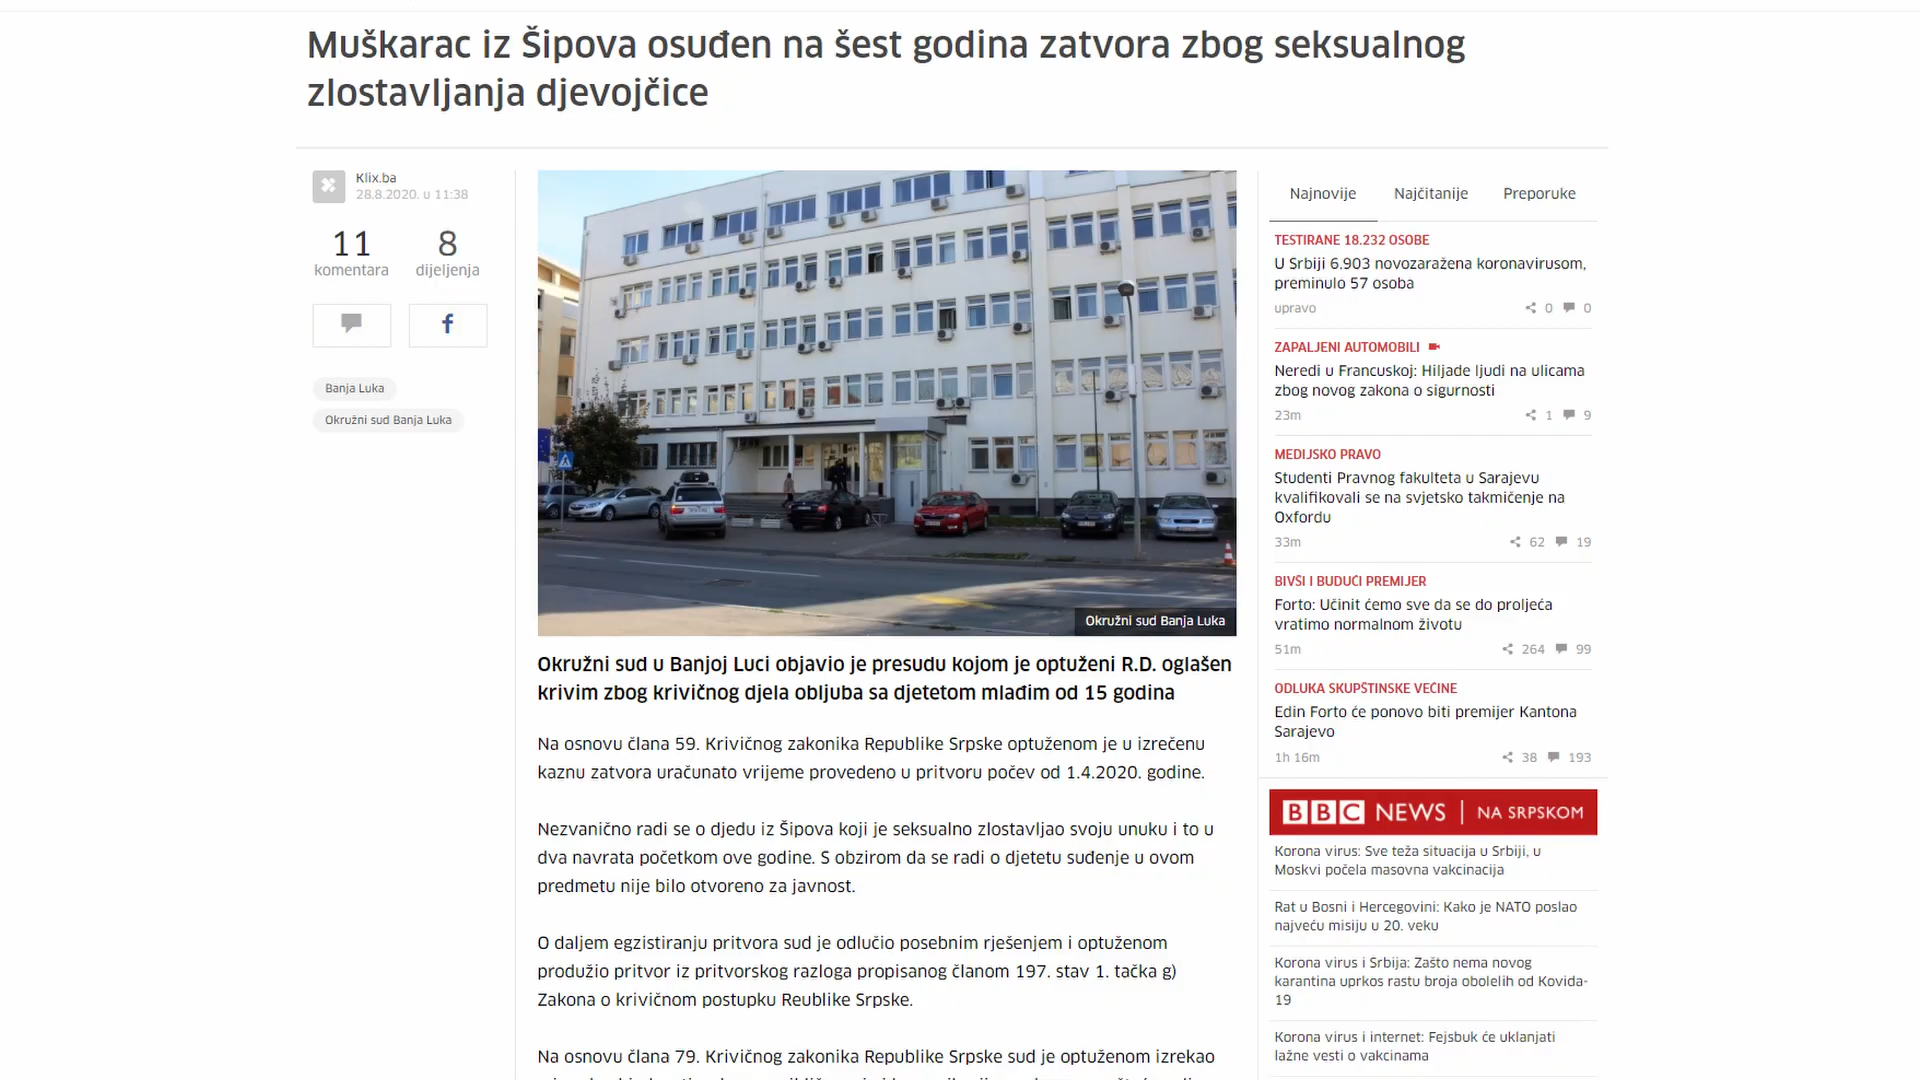 Muškarac iz Šipova osuđen na šest godina zatvora zbog seksualnog
zlostavljanja djevojčice
Klix.ba
28.8.2020. u 11:38
11
komentara
8
dijeljenja
Banja Luka
Okružni sud Banja Luka
Okružni sud Banja Luka
Okružni sud u Banjoj Luci objavio je presudu kojom je optuženi R.D. oglašen
krivim zbog krivičnog djela obljuba sa djetetom mlađim od 15 godina
Na osnovu člana 59. Krivičnog zakonika Republike Srpske optuženom je u izrečenu
kaznu zatvora uračunato vrijeme provedeno u pritvoru počev od 1.4.2020. godine.
Nezvanično radi se o djedu iz Šipova koji je seksualno zlostavljao svoju unuku i to u
dva navrata početkom ove godine. S obzirom da se radi o djetetu suđenje u ovom
predmetu nije bilo otvoreno za javnost.
O daljem egzistiranju pritvora sud je odlučio posebnim rješenjem i optuženom
produžio pritvor iz pritvorskog razloga propisanog članom 197. stav 1. tačka g)
Zakona o krivičnom postupku Reublike Srpske.
Na osnovu člana 79. Krivičnog zakonika Republike Srpske sud je optuženom izrekao
Najnovije Najčitanije Preporuke
TESTIRANE 18.232 OSOBE
U Srbiji 6.903 novozaražena koronavirusom,
preminulo 57 osoba
upravo 0 0
ZAPALJENI AUTOMOBILI
Neredi u Francuskoj: Hiljade ljudi na ulicama
zbog novog zakona o sigurnosti
23m 1 9
MEDIJSKO PRAVO
Studenti Pravnog fakulteta u Sarajevu
kvalifikovali se na svjetsko takmičenje na
Oxfordu
33m 62 19
BIVŠI I BUDUĆI PREMIJER
Forto: Učinit ćemo sve da se do proljeća
vratimo normalnom životu
51m 264 99
ODLUKA SKUPŠTINSKE VEĆINE
Edin Forto će ponovo biti premijer Kantona
Sarajevo
1h 16m 38 193
BBC NEWS | NA SRPSKOM
Korona virus: Sve teža situacija u Srbiji, u
Moskvi počela masovna vakcinacija
Rat u Bosni i Hercegovini: Kako je NATO poslao
najveću misiju u 20. veku
Korona virus i Srbija: Zašto nema novog
karantina uprkos rastu broja obolelih od Kovida-
19
Korona virus i internet: Fejsbuk će uklanjati
lažne vesti o vakcinama